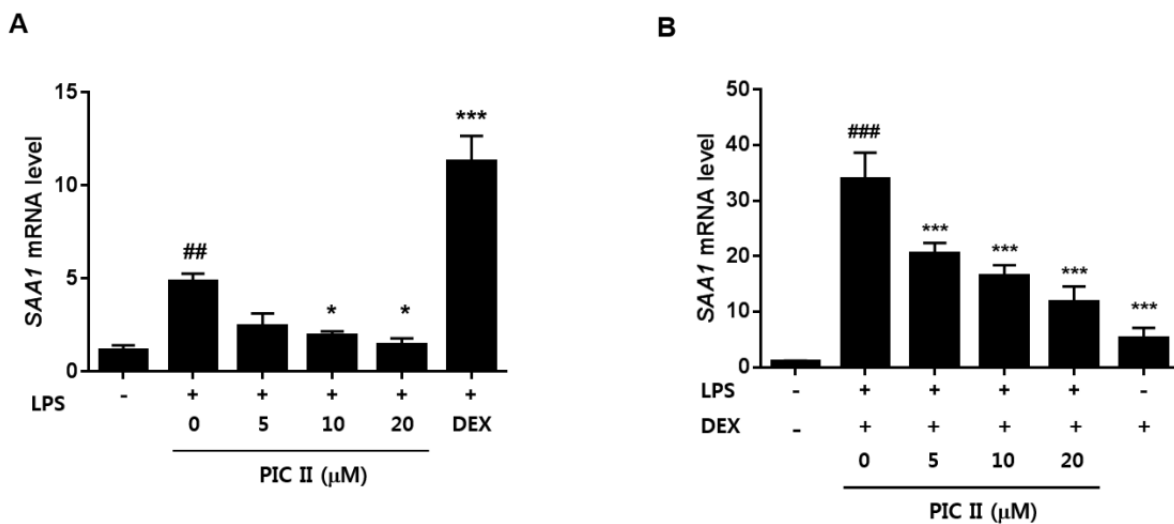 A
SAA1 mRNA level
15
10
5
0
##
*
*
***
LPS - + + + + +
0 5 10 20 DEX
PIC II (μM)
B
SAA1 mRNA level
50
40
30
20
10
0
###
***
***
***
***
LPS - + + + + -
DEX - + + + + +
0 5 10 20
PIC II (μM)